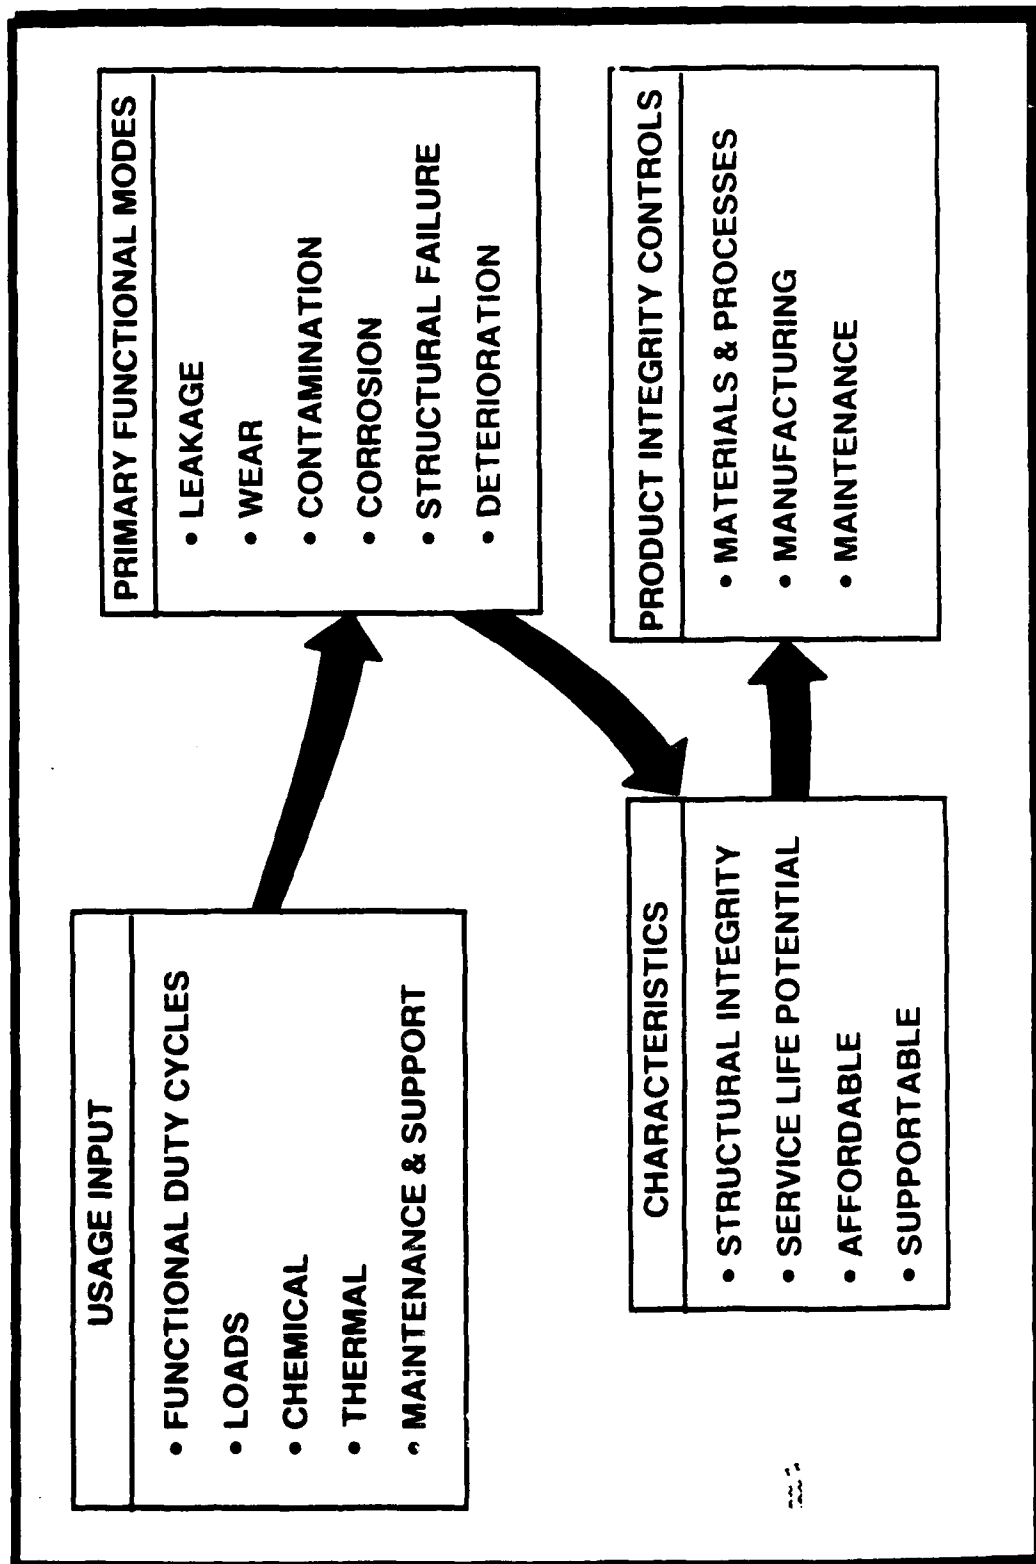 USAGE INPUT
• FUNCTIONAL DUTY CYCLES
• LOADS
• CHEMICAL
• THERMAL
• MAINTENANCE & SUPPORT
PRIMARY FUNCTIONAL MODES
• LEAKAGE
• WEAR
• CONTAMINATION
• CORROSION
• STRUCTURAL FAILURE
• DETERIORATION
CHARACTERISTICS
• STRUCTURAL INTEGRITY
• SERVICE LIFE POTENTIAL
• AFFORDABLE
• SUPPORTABLE
PRODUCT INTEGRITY CONTROLS
• MATERIALS & PROCESSES
• MANUFACTURING
• MAINTENANCE